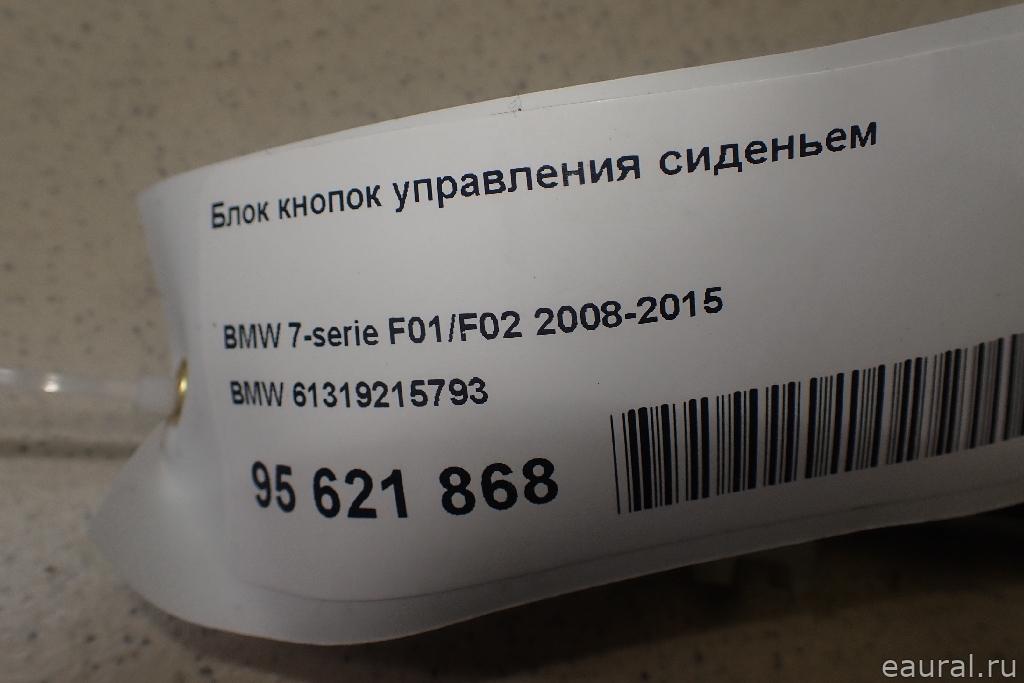 Блок кнопок управления сиденьем
BMW 7-serie F01/F02 2008-2015
BMW 61319215793
95 621 868
eaural.ru